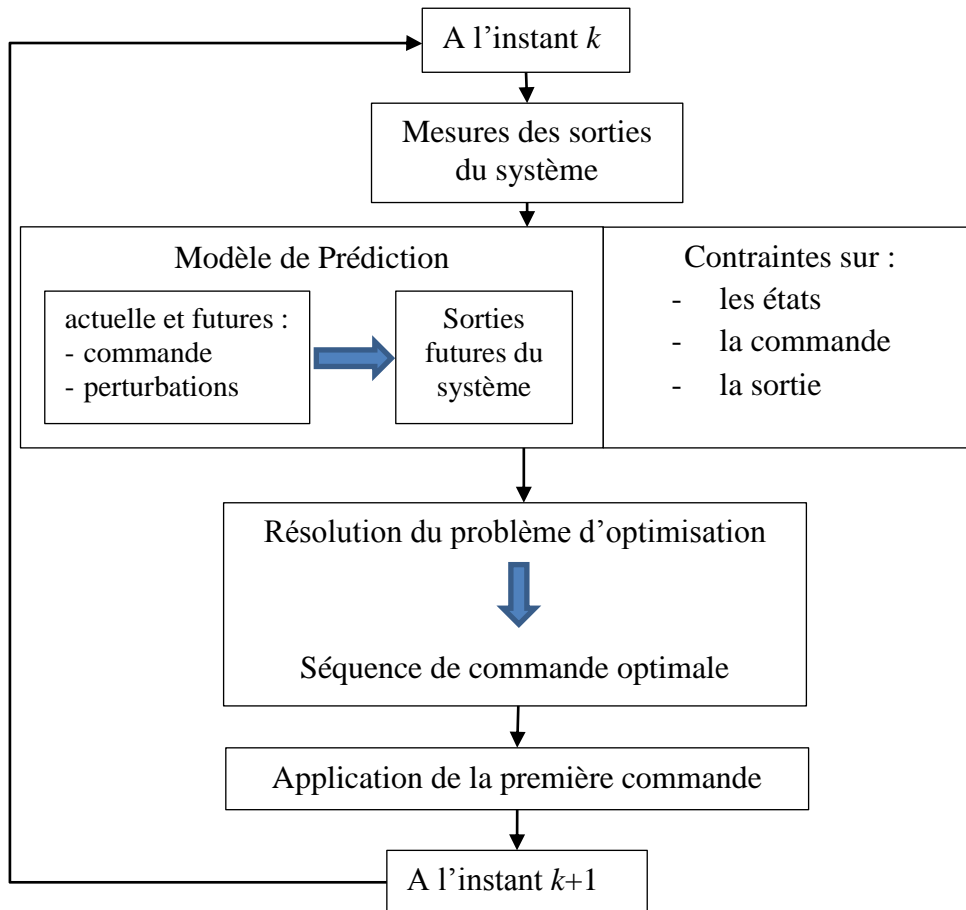 A l’instant k
Mesures des sorties
du système
Modèle de Prédiction
actuelle et futures :
- commande
- perturbations
Sorties
futures du
système
Contraintes sur :
- les états
- la commande
- la sortie
Résolution du problème d’optimisation
Séquence de commande optimale
Application de la première commande
A l’instant k+1